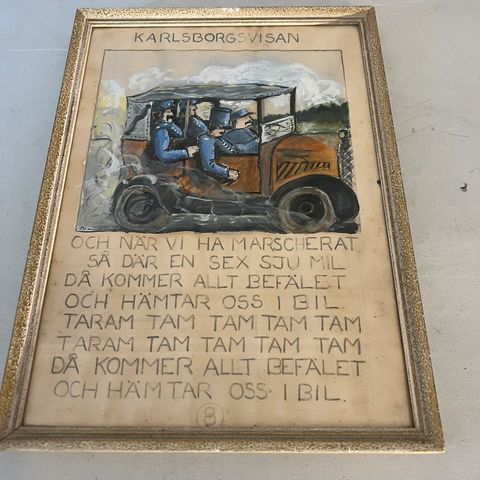 KARLSBORGSVISAN
OCH NÄR VI HA MARSCHERAT
SÅ DÄR EN SEX SJU MIL
DÅ KOMMER ALLT BEFÄLET
OCH HÄMTAR OSS I BIL.
TARAM TAM TAM TAM TAM
TARAM TAM TAM TAM TAM
DÅ KOMMER ALLT BEFÄLET
OCH HÄMTAR OSS I BIL.
8